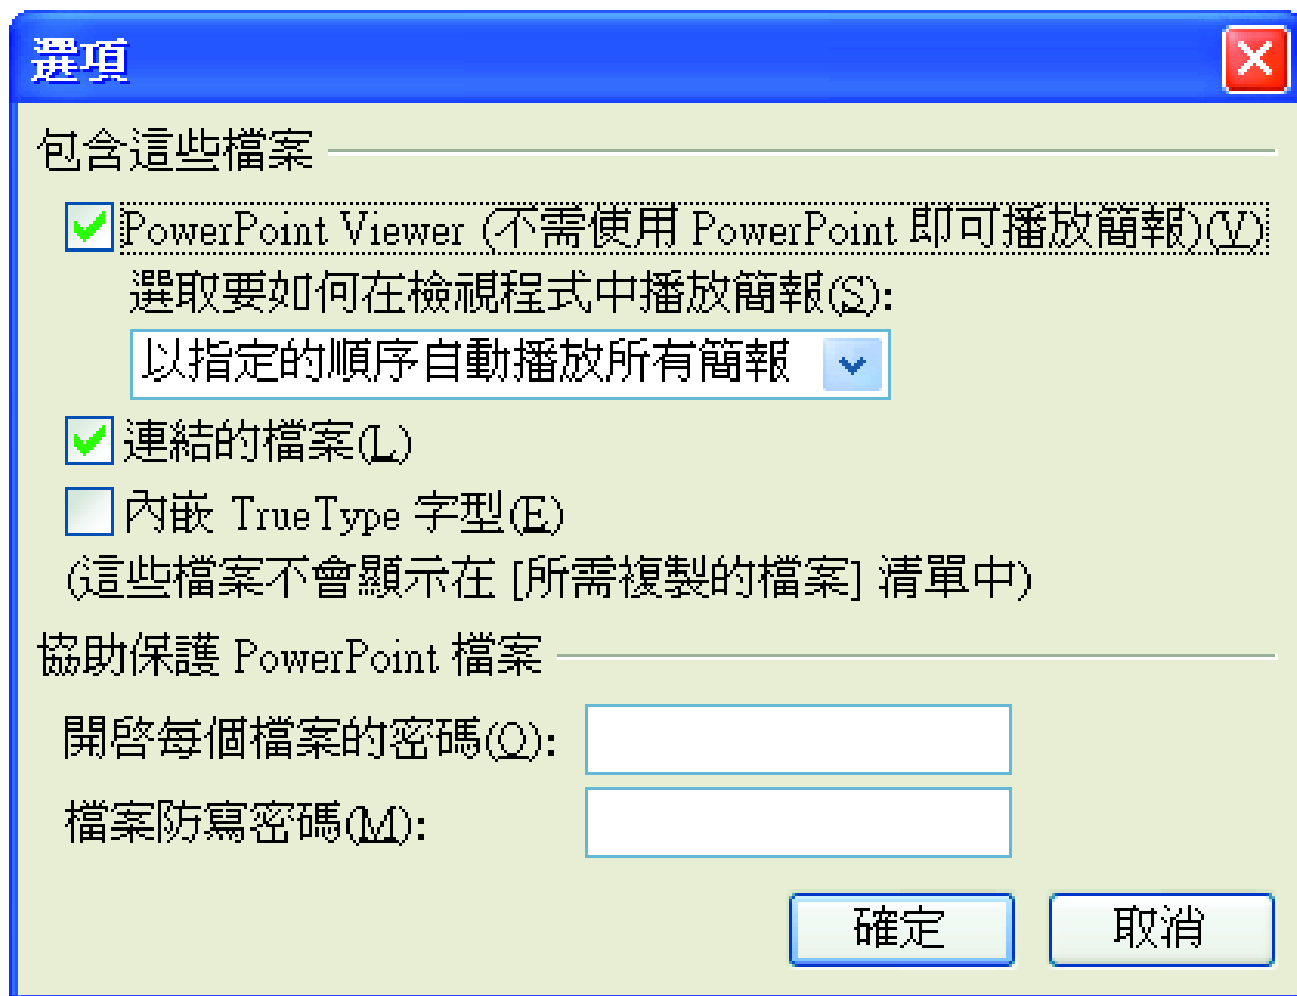 選項
包含這些檔案
PowerPoint Viewer (不需使用 PowerPoint 即可播放簡報)(V)
選取要如何在檢視程式中播放簡報(S):
以指定的順序自動播放所有簡報
連結的檔案(L)
內嵌 TrueType 字型(E)
(這些檔案不會顯示在 [所需複製的檔案] 清單中)
協助保護 PowerPoint 檔案
開啟每個檔案的密碼(O):
檔案防寫密碼(M):
確定 取消